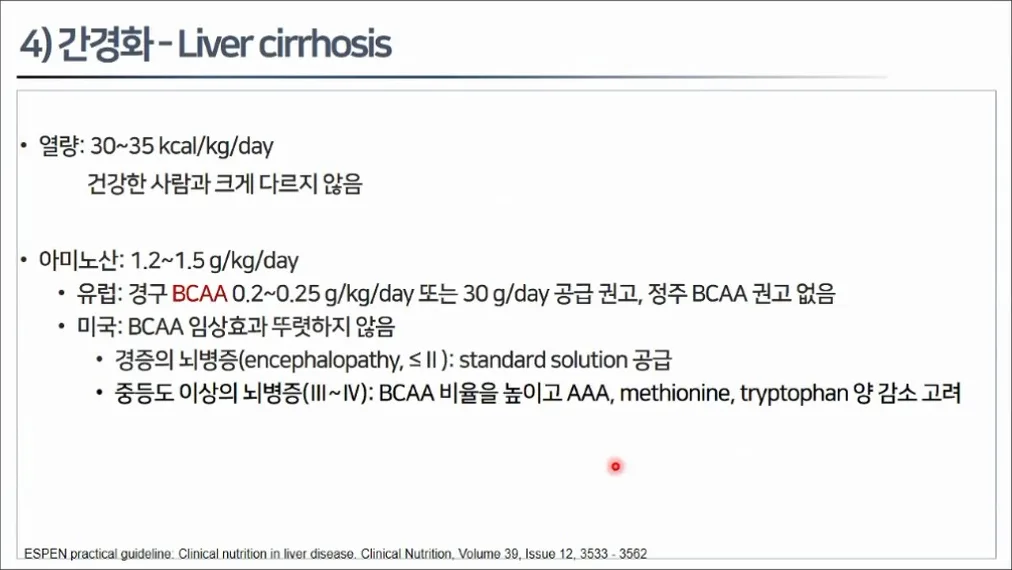 4) 간경화 - Liver cirrhosis
• 열량: 30~35 kcal/kg/day
건강한 사람과 크게 다르지 않음
• 아미노산: 1.2~1.5 g/kg/day
• 유럽: 경구 BCAA 0.2~0.25 g/kg/day 또는 30 g/day 공급 권고, 정주 BCAA 권고 없음
• 미국: BCAA 임상효과 뚜렷하지 않음
• 경증의 뇌병증(encephalopathy, ≤Ⅱ): standard solution 공급
• 중등도 이상의 뇌병증(Ⅲ~Ⅳ): BCAA 비율을 높이고 AAA, methionine, tryptophan 양 감소 고려
ESPEN practical guideline: Clinical nutrition in liver disease. Clinical Nutrition, Volume 39, Issue 12, 3533 - 3562